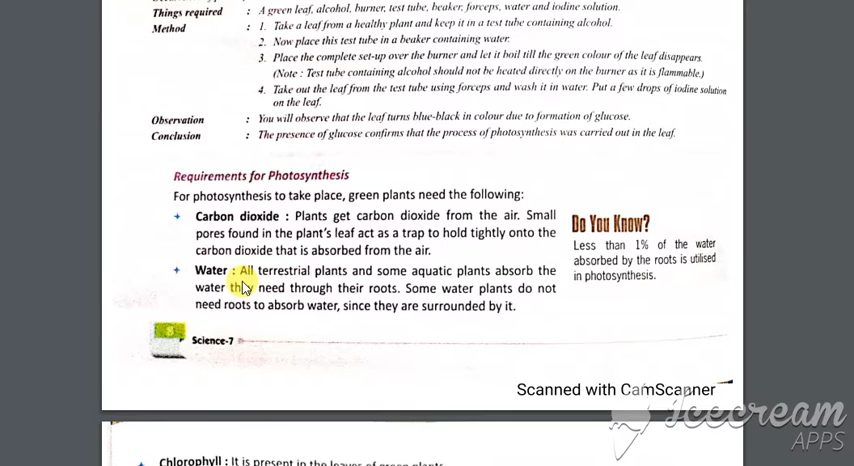 Things required : A green leaf, alcohol, burner, test tube, beaker, forceps, water and iodine solution.
Method : 1. Take a leaf from a healthy plant and keep it in a test tube containing alcohol.
2. Now place this test tube in a beaker containing water.
3. Place the complete set-up over the burner and let it boil till the green colour of the leaf disappears.
(Note : Test tube containing alcohol should not be heated directly on the burner as it is flammable.)
4. Take out the leaf from the test tube using forceps and wash it in water. Put a few drops of iodine solution
on the leaf.
Observation : You will observe that the leaf turns blue-black in colour due to formation of glucose.
Conclusion : The presence of glucose confirms that the process of photosynthesis was carried out in the leaf.
Requirements for Photosynthesis
For photosynthesis to take place, green plants need the following:
Carbon dioxide : Plants get carbon dioxide from the air. Small
pores found in the plant's leaf act as a trap to hold tightly onto the
carbon dioxide that is absorbed from the air.
Water : All terrestrial plants and some aquatic plants absorb the
water they need through their roots. Some water plants do not
need roots to absorb water, since they are surrounded by it.
Do You Know?
Less than 1% of the water
absorbed by the roots is utilised
in photosynthesis.
8
Science-7
Scanned with CamScanner
Icecream
APPS
Chlorophyll : It is present in the leaves of green plants